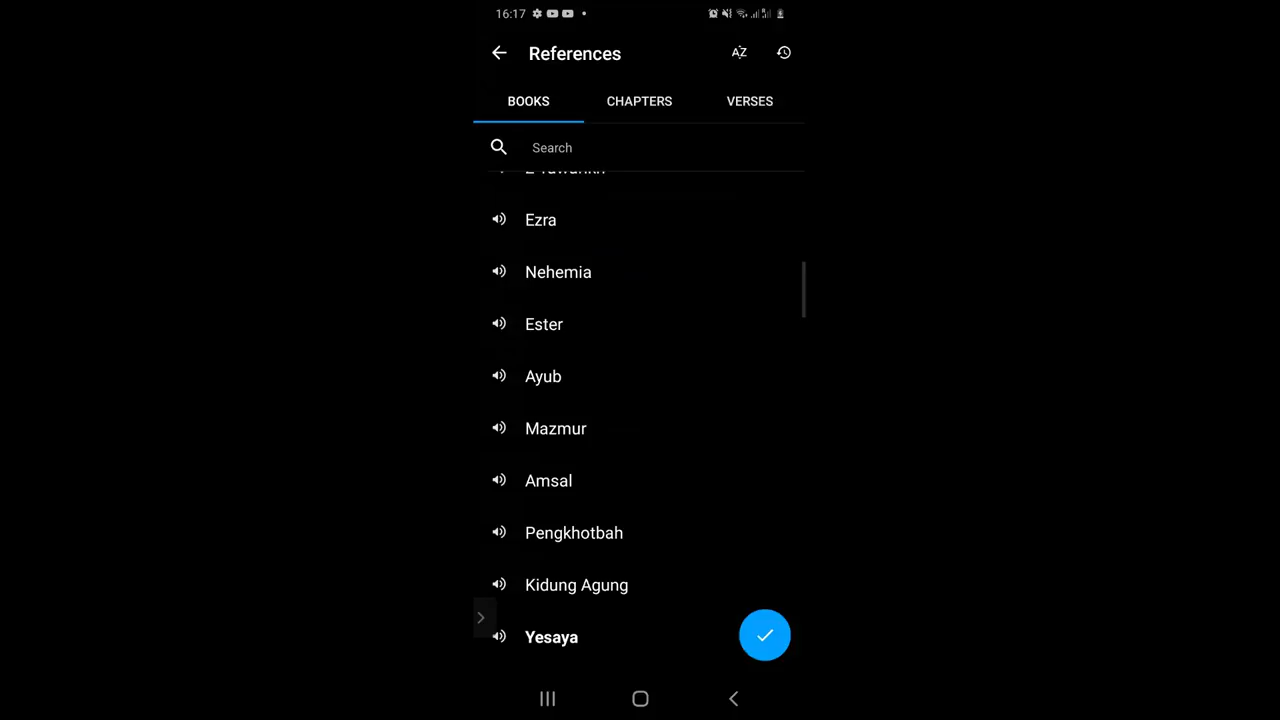 16:17
References
AZ
BOOKS CHAPTERS VERSES
Search
Ezra
Nehemia
Ester
Ayub
Mazmur
Amsal
Pengkhotbah
Kidung Agung
Yesaya